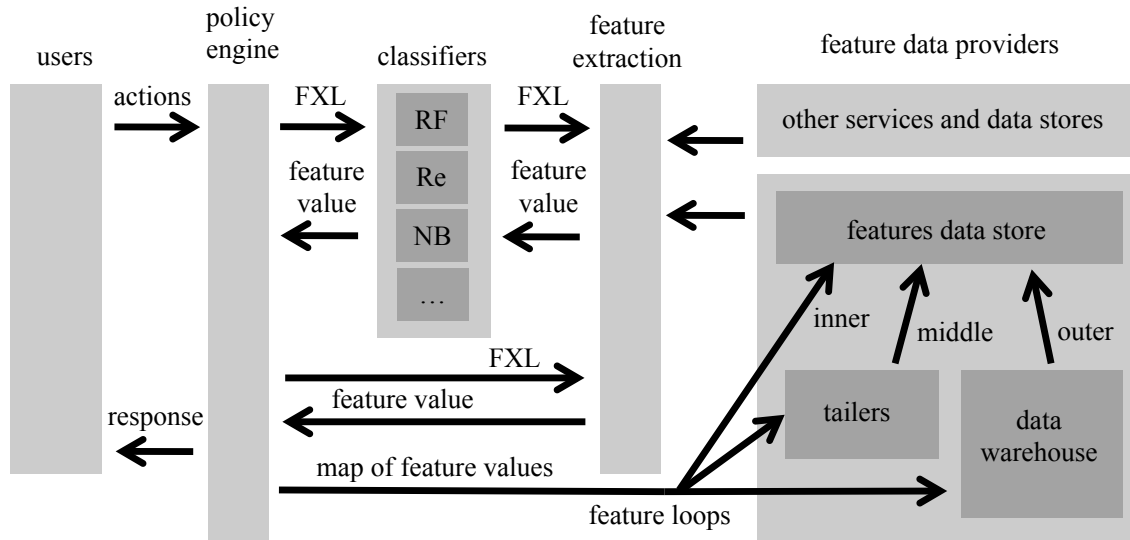 users
policy
engine
classifiers
feature
extraction
feature data providers
actions
FXL
FXL
RF
Re
NB
…
feature
value
feature
value
other services and data stores
features data store
inner
middle
outer
tailers
data
warehouse
FXL
feature value
response
map of feature values
feature loops